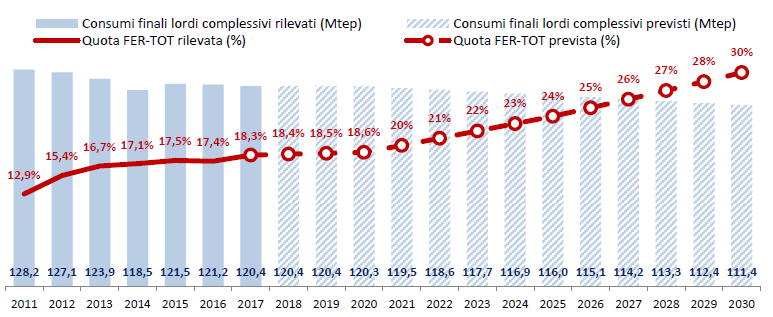 Consumi finali lordi complessivi rilevati (Mtep) Consumi finali lordi complessivi previsti (Mtep)
Quota FER-TOT rilevata (%) Quota FER-TOT prevista (%)
12,9% 15,4% 16,7% 17,1% 17,5% 17,4% 18,3% 18,4% 18,5% 18,6% 20% 21% 22% 23% 24% 25% 26% 27% 28% 30%
128,2 127,1 123,9 118,5 121,5 121,2 120,4 120,4 120,4 120,3 119,5 118,6 117,7 116,9 116,0 115,1 114,2 113,3 112,4 111,4
2011 2012 2013 2014 2015 2016 2017 2018 2019 2020 2021 2022 2023 2024 2025 2026 2027 2028 2029 2030